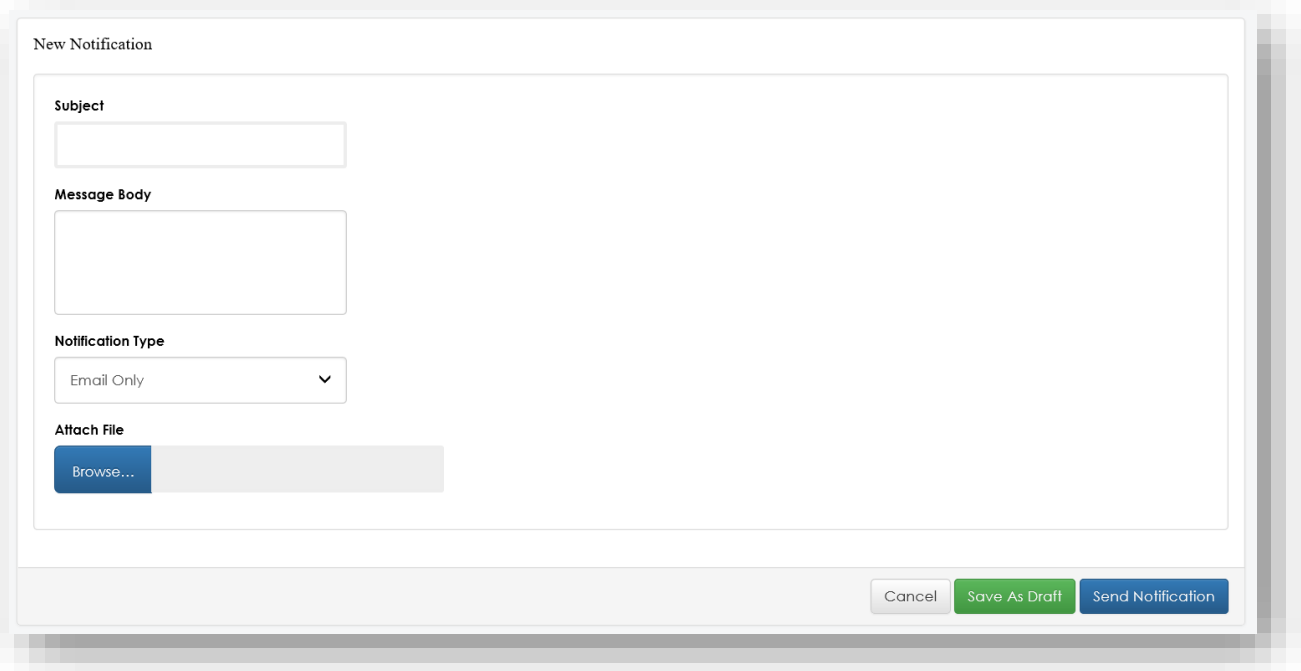 New Notification
Subject
Message Body
Notification Type
Email Only
Attach File
Browse...
Cancel
Save As Draft
Send Notification